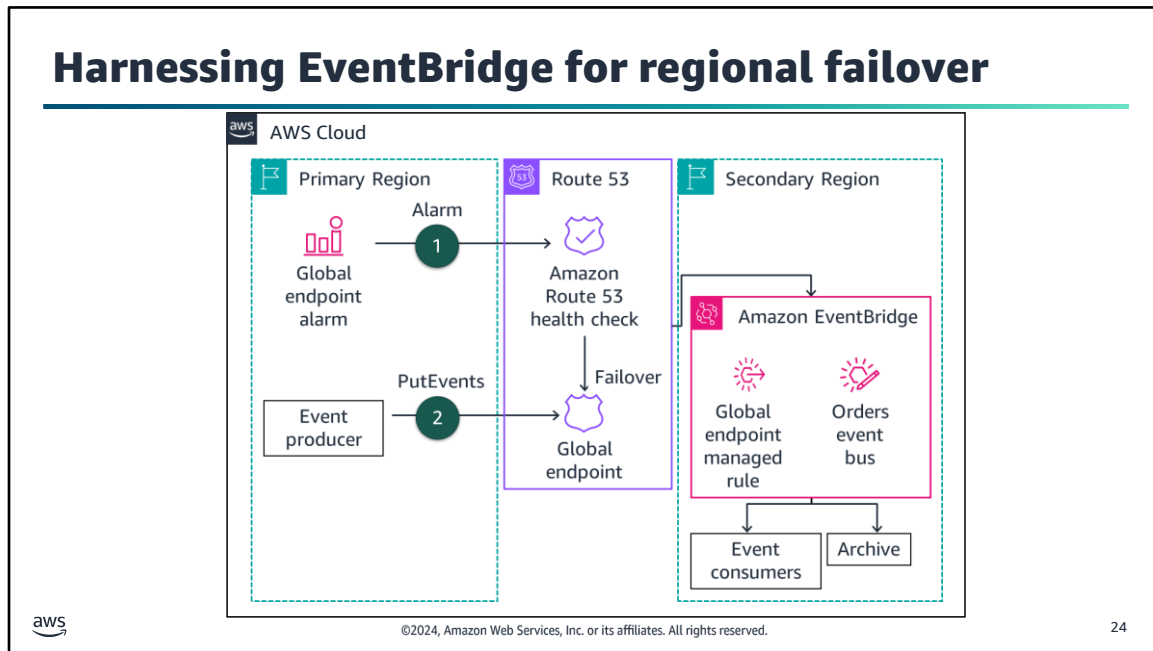 Harnessing EventBridge for regional failover
aws
AWS Cloud
Primary Region
Alarm
1
Global
endpoint
alarm
PutEvents
2
Event
producer
53
Route 53
Amazon
Route 53
health check
Failover
Global
endpoint
Secondary Region
Amazon EventBridge
Global
endpoint
managed
rule
Orders
event
bus
Event
consumers
Archive
aws
©2024, Amazon Web Services, Inc. or its affiliates. All rights reserved.
24